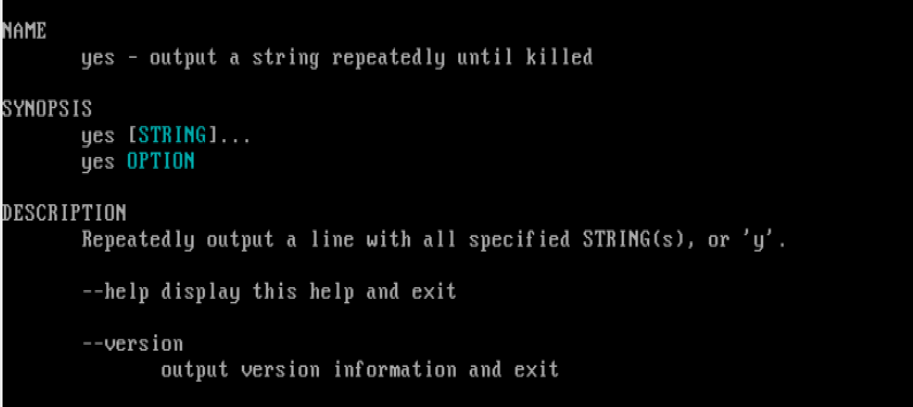 NAME
yes - output a string repeatedly until killed
SYNOPSIS
yes [STRING]...
yes OPTION
DESCRIPTION
Repeatedly output a line with all specified STRING(s), or 'y'.
--help display this help and exit
--version
output version information and exit